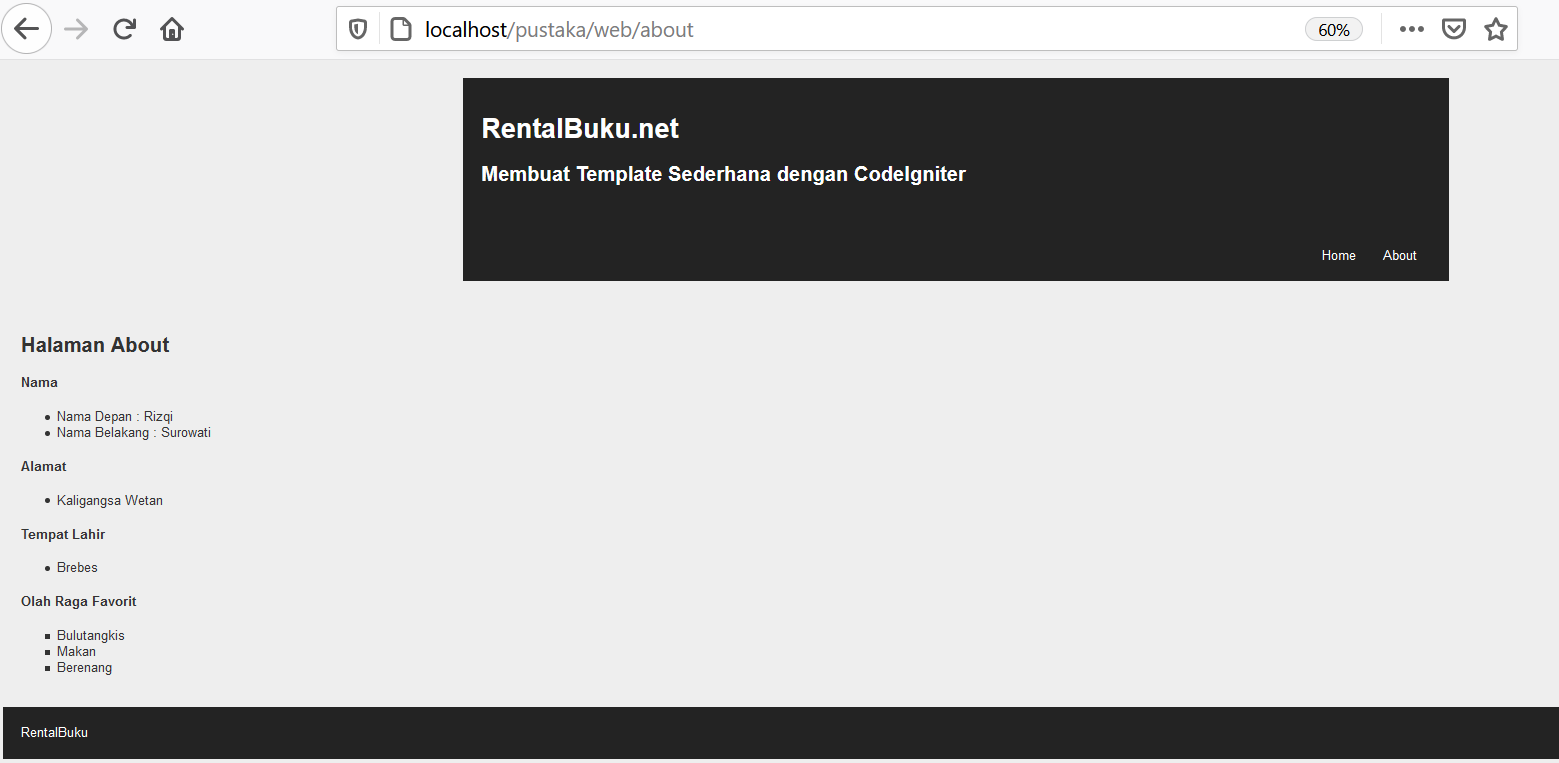 localhost/pustaka/web/about
60%
RentalBuku.net
Membuat Template Sederhana dengan CodeIgniter
Home About
Halaman About
Nama
Nama Depan : Rizqi
Nama Belakang : Surowati
Alamat
Kaligangsa Wetan
Tempat Lahir
Brebes
Olah Raga Favorit
Bulutangkis
Makan
Berenang
RentalBuku